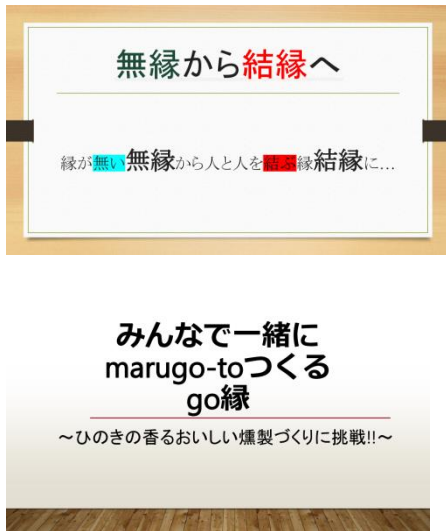 無縁から結縁へ
縁が無い無縁から人と人を結ぶ縁結縁に…
みんなで一緒に
marugo-toつくる
go縁
～ひのきの香るおいしい燻製づくりに挑戦!!～